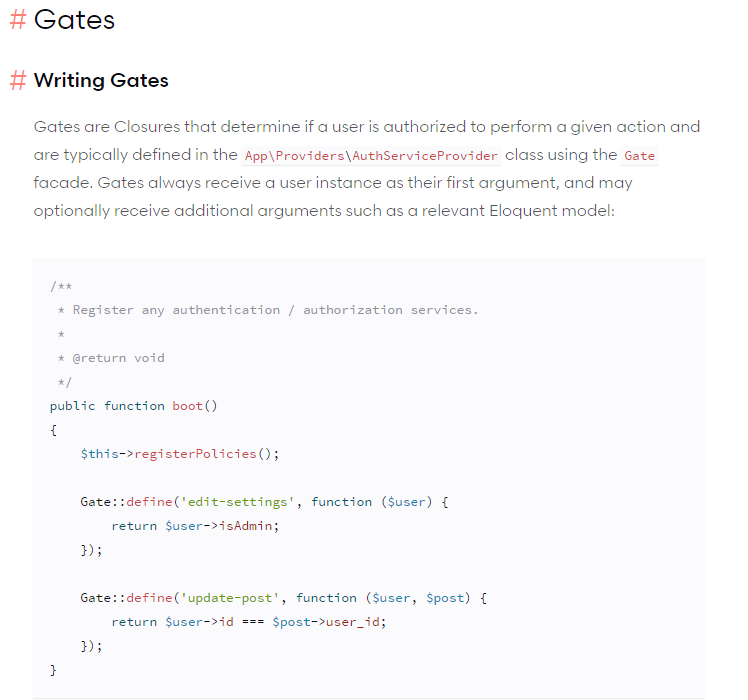 # Gates
# Writing Gates
Gates are Closures that determine if a user is authorized to perform a given action and
are typically defined in the App\Providers\AuthServiceProvider class using the Gate
facade. Gates always receive a user instance as their first argument, and may
optionally receive additional arguments such as a relevant Eloquent model:
/**
 * Register any authentication / authorization services.
 *
 * @return void
 */
public function boot()
{
    $this->registerPolicies();
    Gate::define('edit-settings', function ($user) {
        return $user->isAdmin;
    });
    Gate::define('update-post', function ($user, $post) {
        return $user->id === $post->user_id;
    });
}